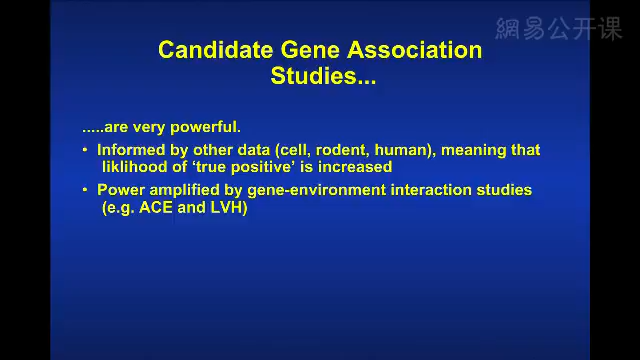 網易公开课
Candidate Gene Association
Studies...
.....are very powerful.
• Informed by other data (cell, rodent, human), meaning that
liklihood of ‘true positive’ is increased
• Power amplified by gene-environment interaction studies
(e.g. ACE and LVH)